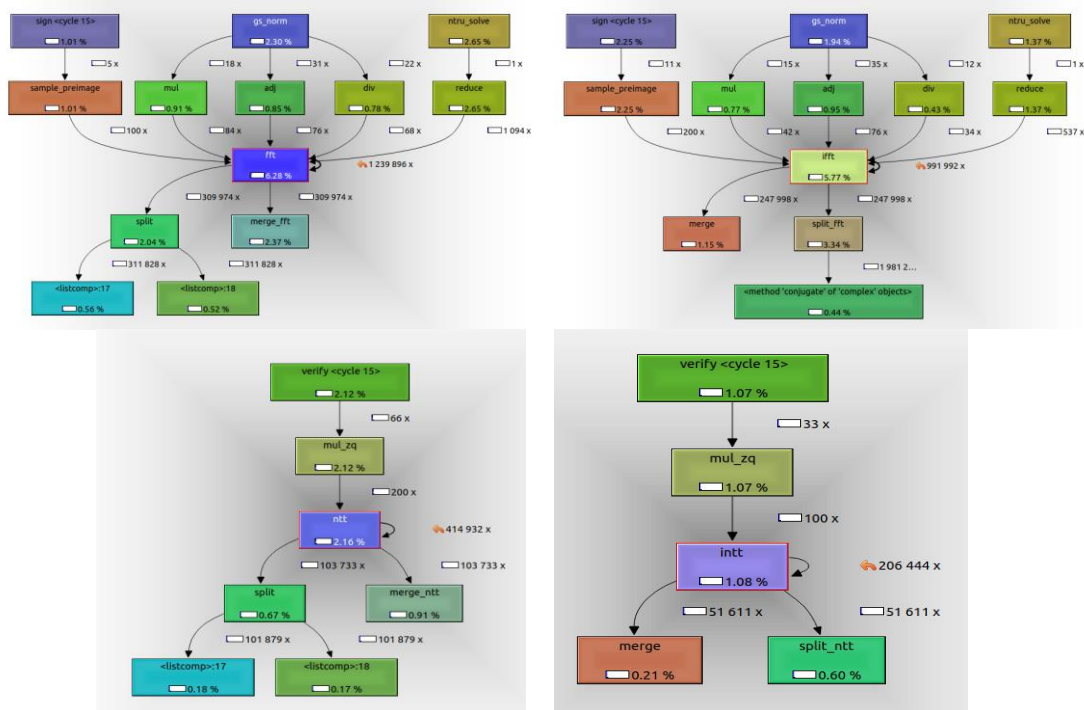 sign <cycle 15>
1.01 %
gs_norm
2.30 %
ntru_solve
2.65 %
5 x
18 x
31 x
22 x
1 x
sample_preimage
1.01 %
mul
0.91 %
adj
0.85 %
div
0.78 %
reduce
2.65 %
100 x
84 x
76 x
68 x
1 094 x
fft
6.28 %
1 239 896 x
309 974 x
309 974 x
split
2.04 %
merge_fft
2.37 %
311 828 x
311 828 x
<listcomp>:17
0.56 %
<listcomp>:18
0.52 %
sign <cycle 15>
2.25 %
gs_norm
1.94 %
ntru_solve
1.37 %
11 x
15 x
35 x
12 x
1 x
sample_preimage
2.25 %
mul
0.77 %
adj
0.95 %
div
0.43 %
reduce
1.37 %
200 x
42 x
76 x
34 x
537 x
ifft
5.77 %
991 992 x
247 998 x
247 998 x
merge
1.15 %
split_fft
3.34 %
1 981 2...
<method 'conjugate' of 'complex' objects>
0.44 %
verify <cycle 15>
2.12 %
66 x
mul_zq
2.12 %
200 x
ntt
2.16 %
414 932 x
103 733 x
103 733 x
split
0.67 %
merge_ntt
0.91 %
101 879 x
101 879 x
<listcomp>:17
0.18 %
<listcomp>:18
0.17 %
verify <cycle 15>
1.07 %
33 x
mul_zq
1.07 %
100 x
intt
1.08 %
206 444 x
51 611 x
51 611 x
merge
0.21 %
split_ntt
0.60 %